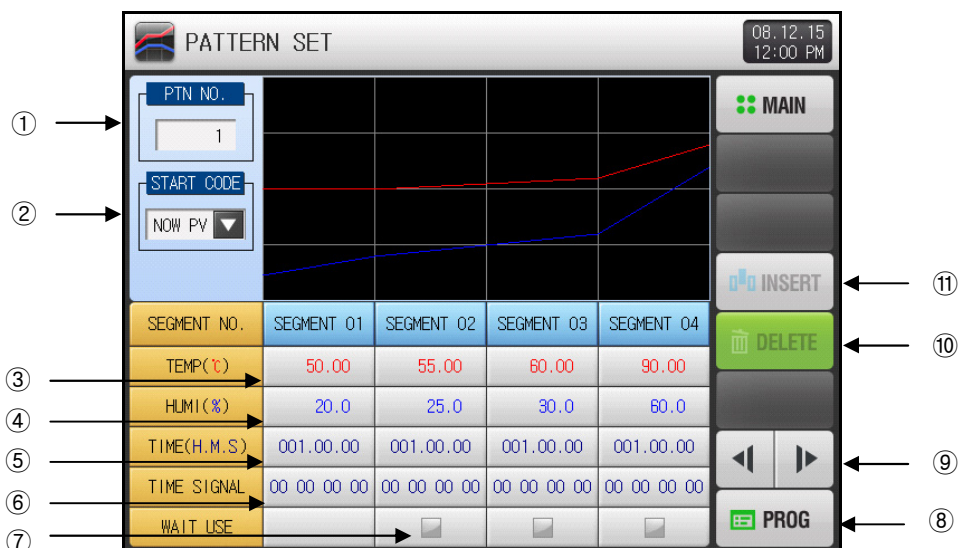 PATTERN SET
08.12.15
12:00 PM
① PTN NO.
1
② START CODE
NOW PV
MAIN
INSERT ⑪
DELETE ⑩
⑨
PROG ⑧
SEGMENT NO. SEGMENT 01 SEGMENT 02 SEGMENT 03 SEGMENT 04
③ TEMP(℃) 50.00 55.00 60.00 90.00
④ HUMI(%) 20.0 25.0 30.0 60.0
⑤ TIME(H.M.S) 001.00.00 001.00.00 001.00.00 001.00.00
⑥ TIME SIGNAL 00 00 00 00 00 00 00 00 00 00 00 00 00 00 00 00
⑦ WAIT USE